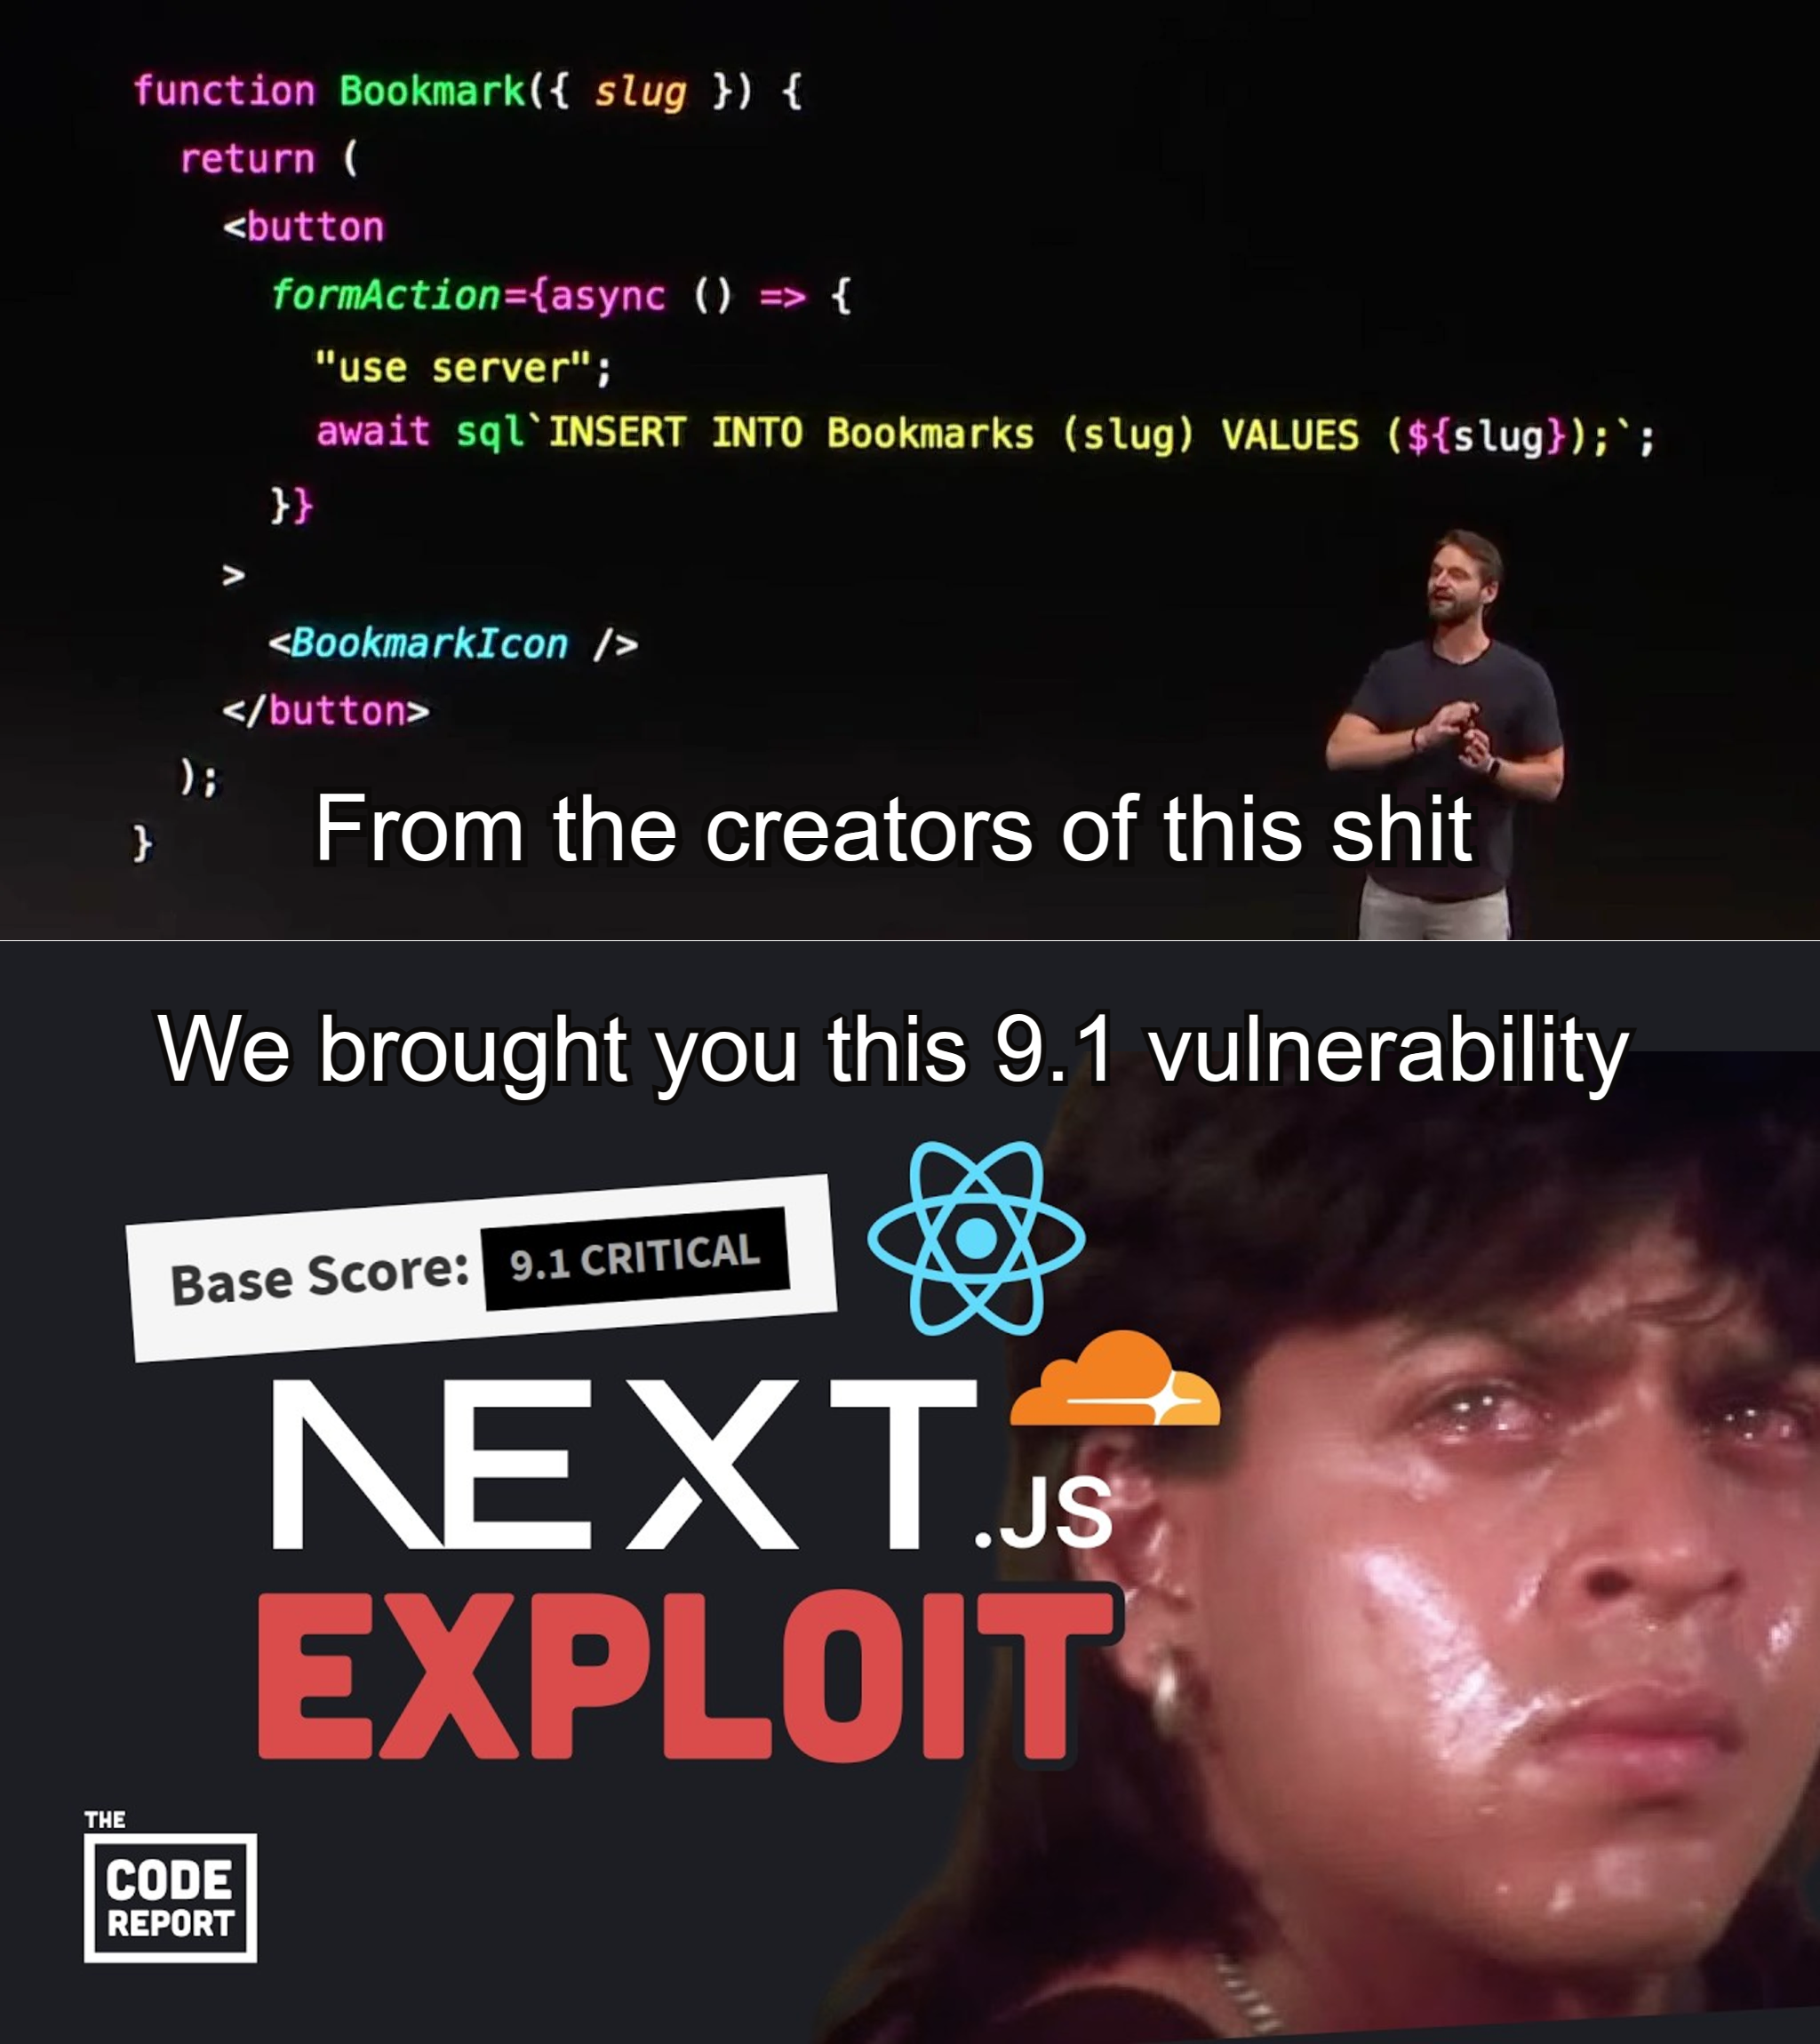 function Bookmark({ slug }) {
return (
<button
formAction={async () => {
"use server";
await sql`INSERT INTO Bookmarks (slug) VALUES (${slug});`;
}}
>
<BookmarkIcon />
</button>
);
}
From the creators of this shit
We brought you this 9.1 vulnerability
Base Score: 9.1 CRITICAL
NEXT.JS
EXPLOIT
THE
CODE
REPORT